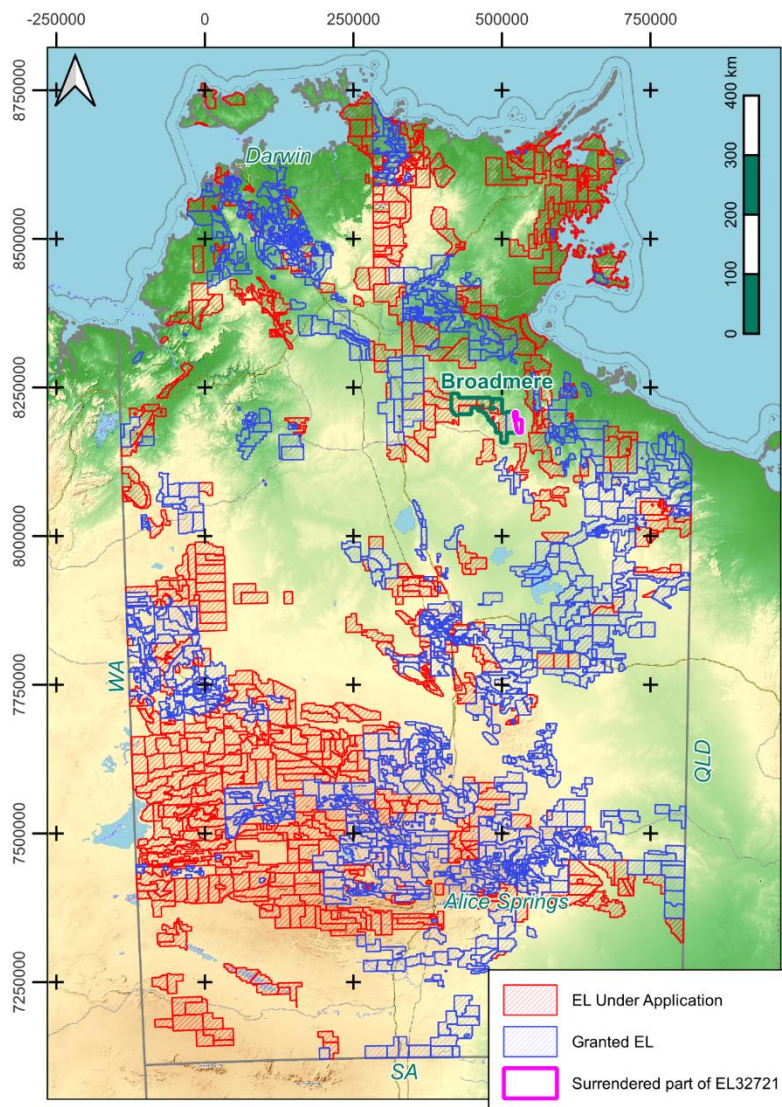 -250000 0 250000 500000 750000
8750000
8500000
8250000
8000000
7750000
7500000
7250000
400 km
300
200
100
0
Darwin
Broadmere
WA
QLD
Alice Springs
SA
EL Under Application
Granted EL
Surrendered part of EL32721